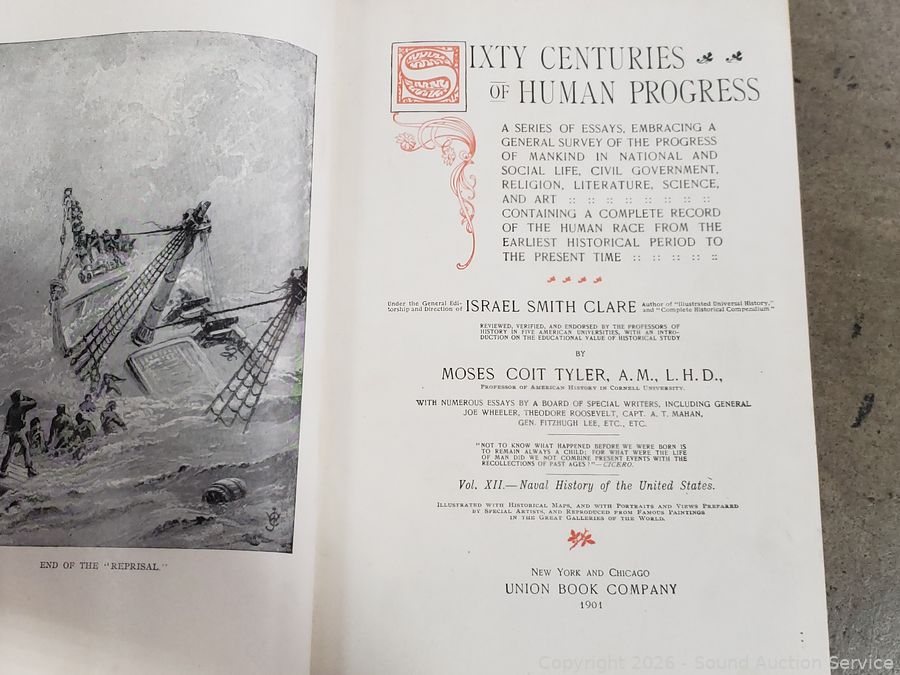 END OF THE "REPRISAL."
SIXTY CENTURIES
OF HUMAN PROGRESS
A SERIES OF ESSAYS, EMBRACING A
GENERAL SURVEY OF THE PROGRESS
OF MANKIND IN NATIONAL AND
SOCIAL LIFE, CIVIL GOVERNMENT,
RELIGION, LITERATURE, SCIENCE,
AND ART :: :: :: :: :: :: :: ::
CONTAINING A COMPLETE RECORD
OF THE HUMAN RACE FROM THE
EARLIEST HISTORICAL PERIOD TO
THE PRESENT TIME :: :: :: :: ::
Under the General Edi-
torship and Direction of ISRAEL SMITH CLARE Author of "Illustrated Universal History,"
and "Complete Historical Compendium"
REVIEWED, VERIFIED, AND ENDORSED BY THE PROFESSORS OF
HISTORY IN FIVE AMERICAN UNIVERSITIES, WITH AN INTRO-
DUCTION ON THE EDUCATIONAL VALUE OF HISTORICAL STUDY
BY
MOSES COIT TYLER, A.M., L.H.D.,
PROFESSOR OF AMERICAN HISTORY IN CORNELL UNIVERSITY.
WITH NUMEROUS ESSAYS BY A BOARD OF SPECIAL WRITERS, INCLUDING GENERAL
JOE WHEELER, THEODORE ROOSEVELT, CAPT. A. T. MAHAN,
GEN. FITZHUGH LEE, ETC., ETC.
"NOT TO KNOW WHAT HAPPENED BEFORE WE WERE BORN IS
TO REMAIN ALWAYS A CHILD; FOR WHAT WERE THE LIFE
OF MAN DID WE NOT COMBINE PRESENT EVENTS WITH THE
RECOLLECTIONS OF PAST AGES?"—CICERO.
Vol. XII.—Naval History of the United States.
ILLUSTRATED WITH HISTORICAL MAPS, AND WITH PORTRAITS AND VIEWS PREPARED
BY SPECIAL ARTISTS, AND REPRODUCED FROM FAMOUS PAINTINGS
IN THE GREAT GALLERIES OF THE WORLD.
NEW YORK AND CHICAGO
UNION BOOK COMPANY
1901
Copyright 2026 - Sound Auction Service